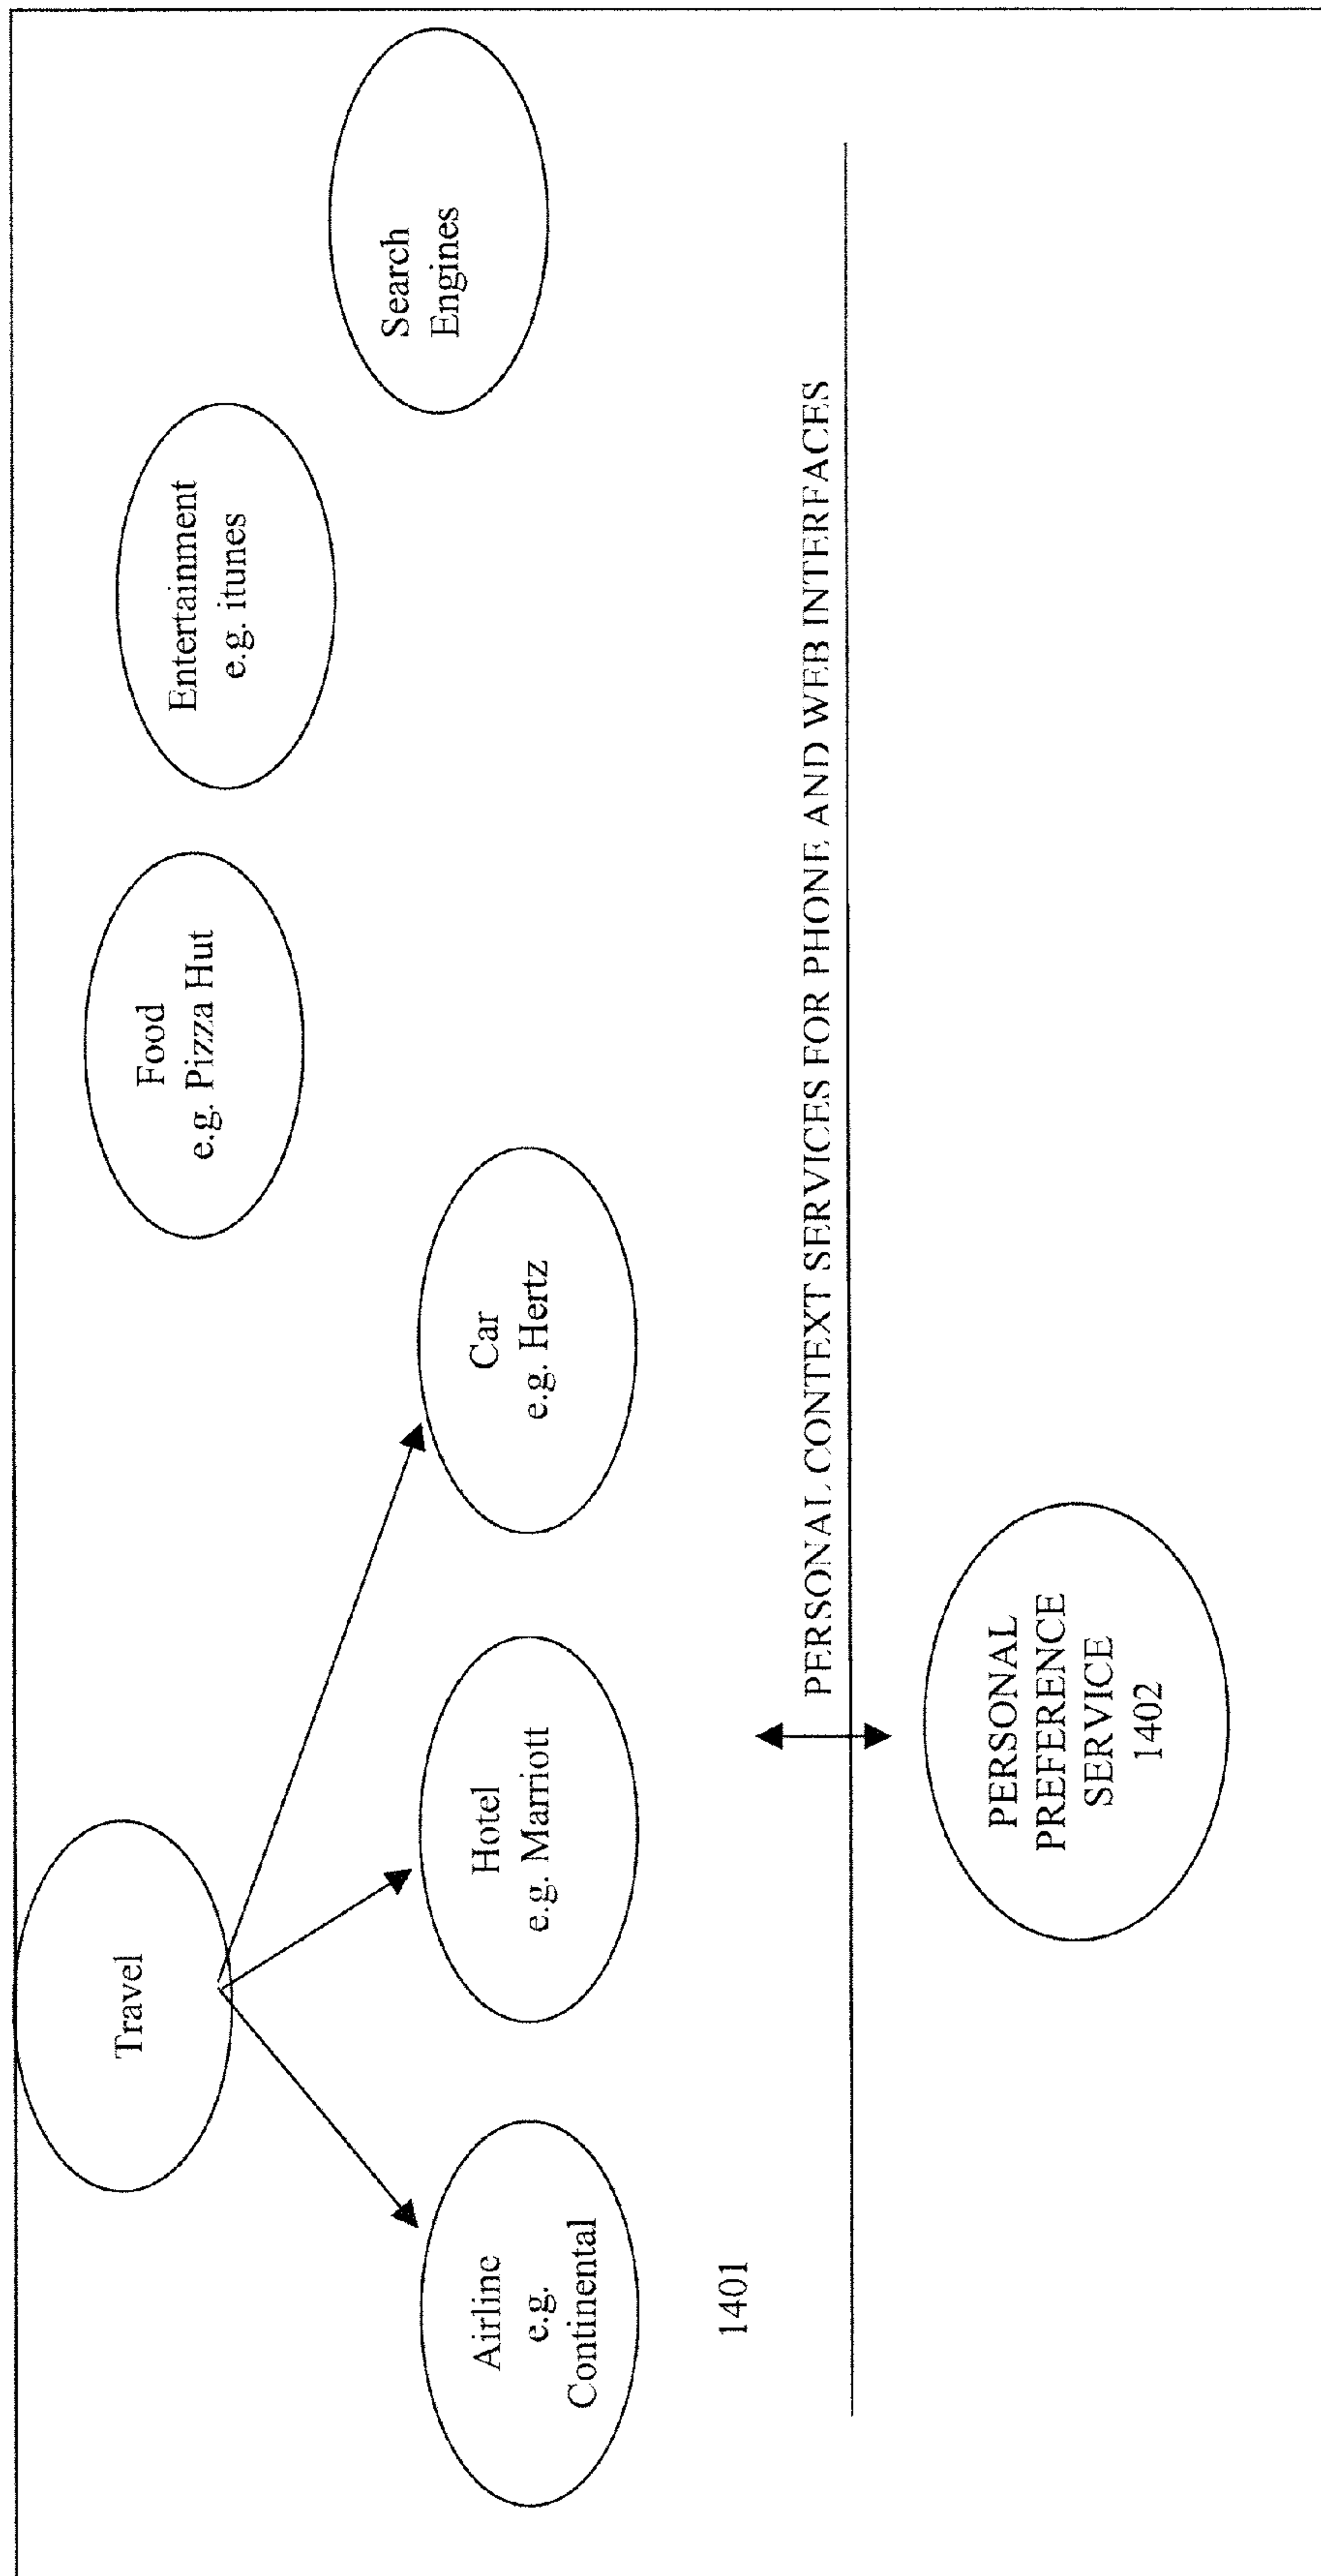 Travel
Airline
e.g.
Continental
Hotel
e.g. Marriott
Car
e.g. Hertz
Food
e.g. Pizza Hut
Entertainment
e.g. itunes
Search
Engines
1401
PERSONAL CONTEXT SERVICES FOR PHONE AND WEB INTERFACES
PERSONAL
PREFERENCE
SERVICE
1402